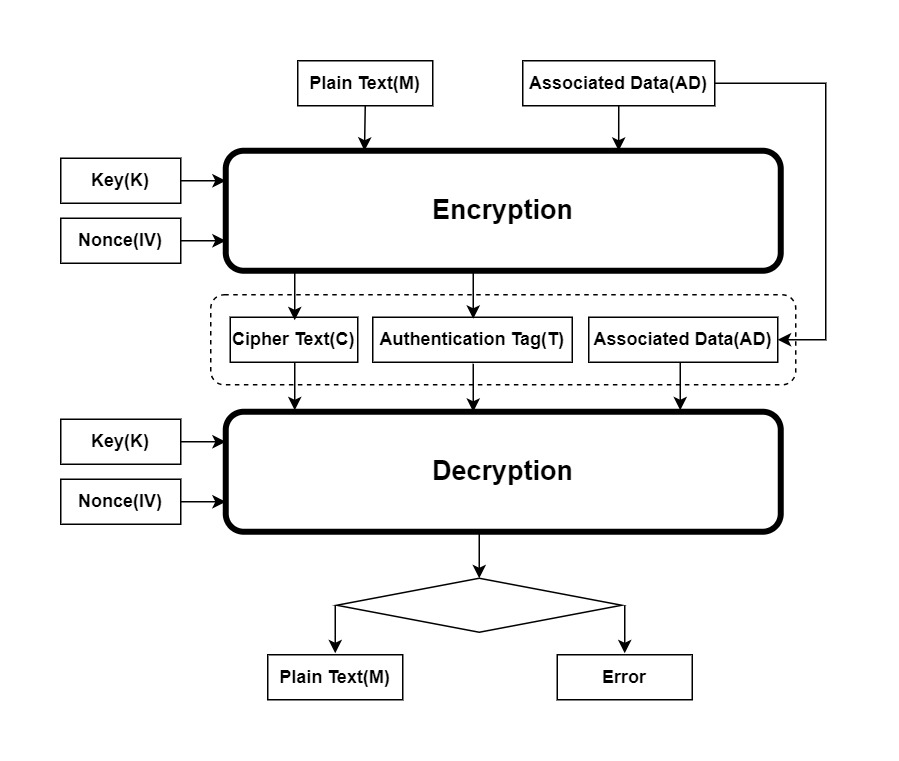 Plain Text(M)
Associated Data(AD)
Key(K)
Encryption
Nonce(IV)
Cipher Text(C)
Authentication Tag(T)
Associated Data(AD)
Key(K)
Decryption
Nonce(IV)
Plain Text(M)
Error